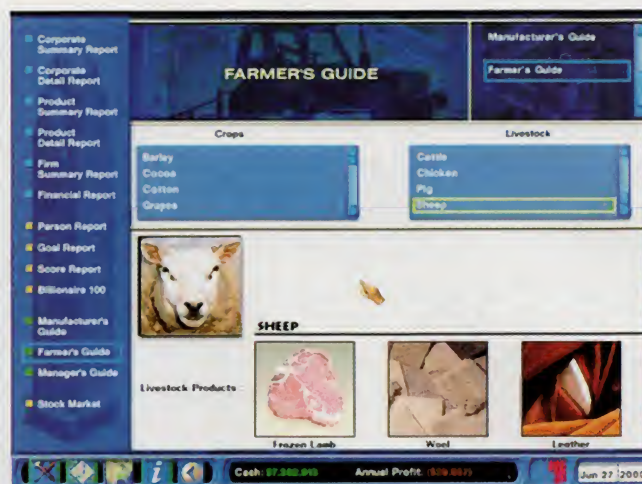 Corporate
Summary Report
Corporate
Detail Report
Product
Summary Report
Product
Detail Report
Firm
Summary Report
Financial Report
Person Report
Goal Report
Score Report
Billionaire 100
Manufacturer's
Guide
Farmer's Guide
Manager's Guide
Stock Market
FARMER'S GUIDE
Manufacturer's Guide
Farmer's Guide
Crops
Barley
Cocoa
Cotton
Grapes
Livestock
Cattle
Chicken
Pig
Sheep
SHEEP
Livestock Products
Frozen Lamb
Wool
Leather
Cash:
Annual Profit:
Jun 27